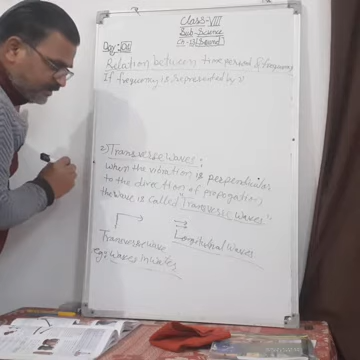 Class-VIII
Sub-Science
Ch-13(Sound)
Day:
Relation between time period & frequency
If frequency is represented by ν
2) Transverse waves:
When the vibration is perpendicular
to the direction of propagation
the wave is called "Transverse waves"
Transverse wave
Longitudinal waves
eg: Waves in Water